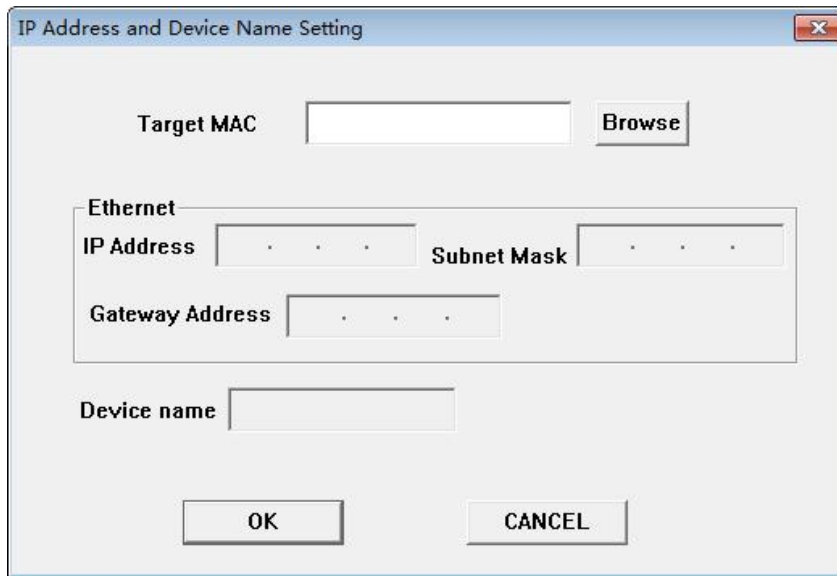 IP Address and Device Name Setting
Target MAC
Browse
Ethernet
IP Address . . . Subnet Mask . . .
Gateway Address . . .
Device name
OK CANCEL